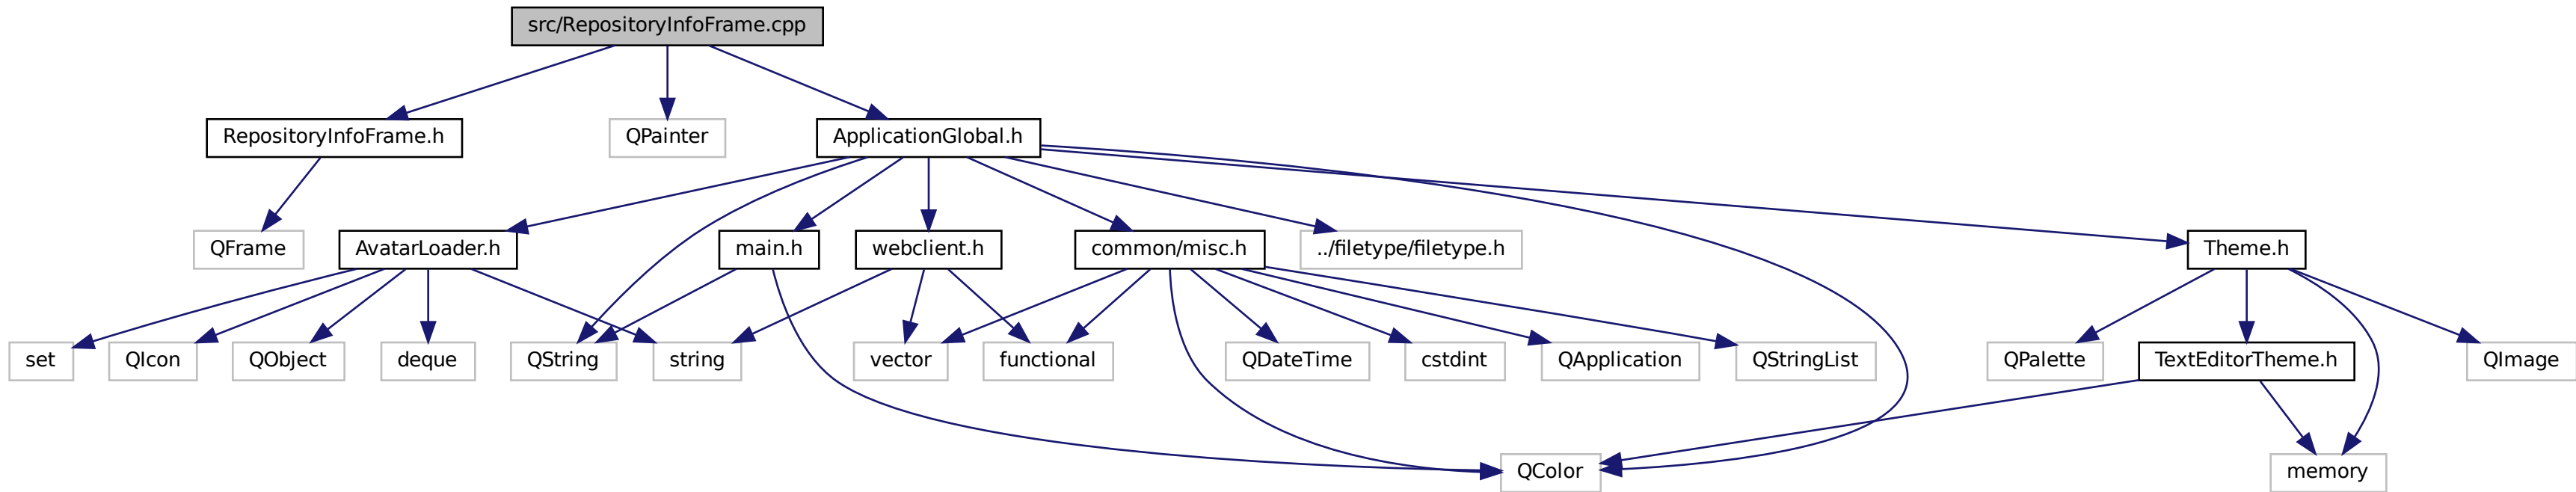 src/RepositoryInfoFrame.cpp
RepositoryInfoFrame.h
QPainter
ApplicationGlobal.h
QFrame
AvatarLoader.h
main.h
webclient.h
common/misc.h
../filetype/filetype.h
Theme.h
set
QIcon
QObject
deque
QString
string
vector
functional
QDateTime
cstdint
QApplication
QStringList
QPalette
TextEditorTheme.h
QImage
QColor
memory